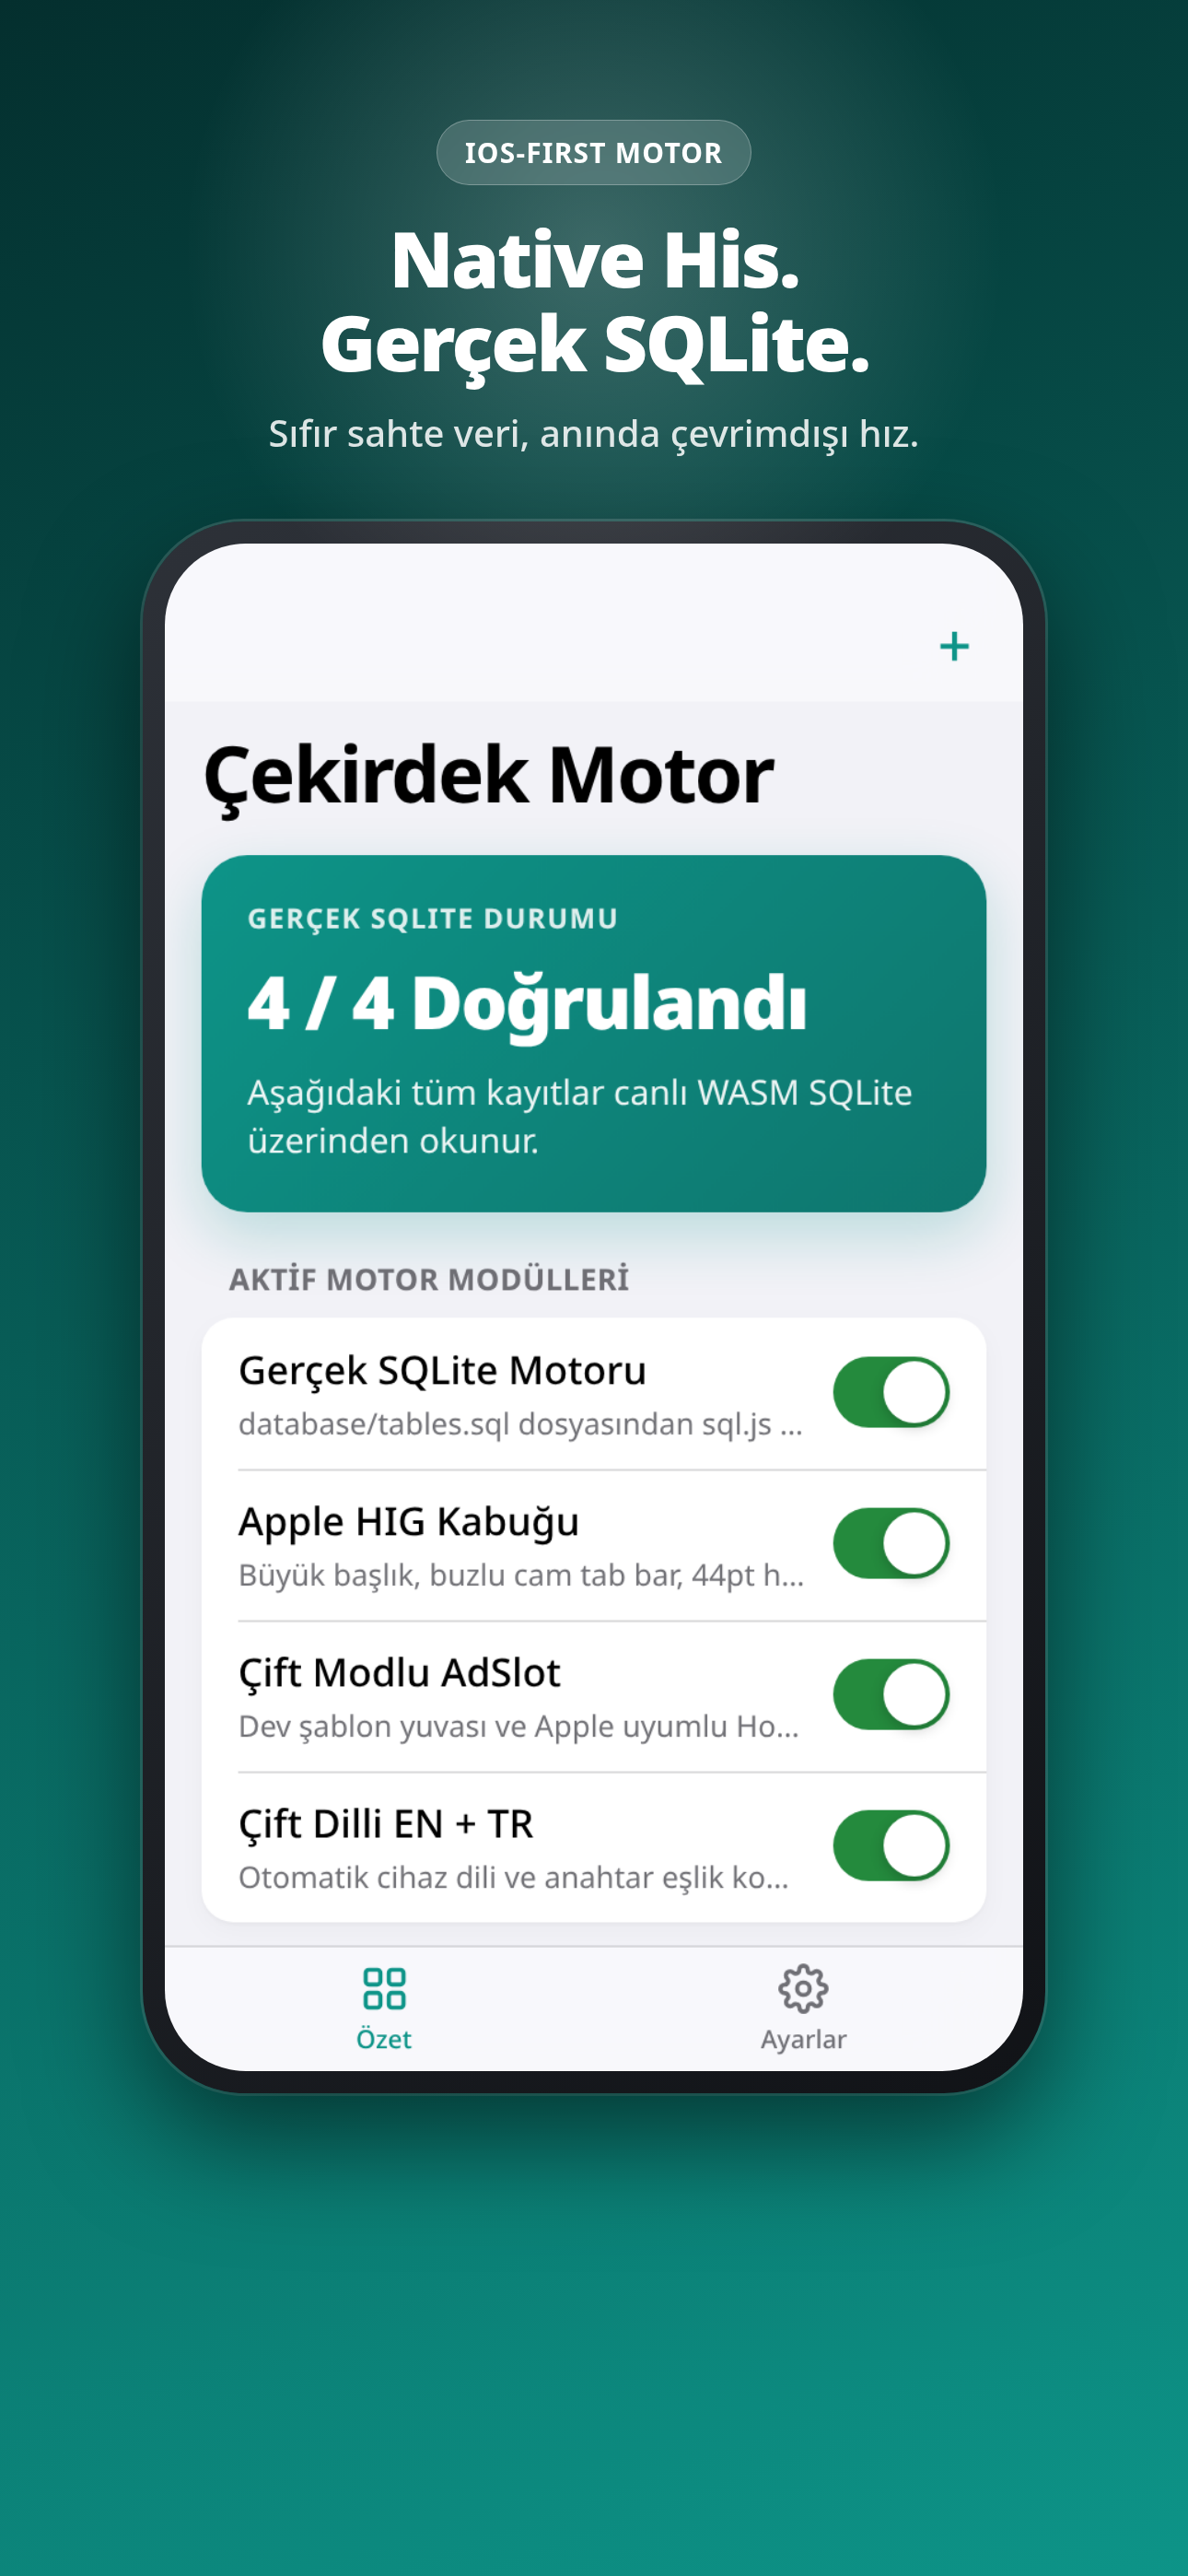 IOS-FIRST MOTOR
Native His.
Gerçek SQLite.
Sıfır sahte veri, anında çevrimdışı hız.
+
Çekirdek Motor
GERÇEK SQLITE DURUMU
4 / 4 Doğrulandı
Aşağıdaki tüm kayıtlar canlı WASM SQLite
üzerinden okunur.
AKTİF MOTOR MODÜLLERİ
Gerçek SQLite Motoru
database/tables.sql dosyasından sql.js ...
Apple HIG Kabuğu
Büyük başlık, buzlu cam tab bar, 44pt h...
Çift Modlu AdSlot
Dev şablon yuvası ve Apple uyumlu Ho...
Çift Dilli EN + TR
Otomatik cihaz dili ve anahtar eşlik ko...
Özet
Ayarlar